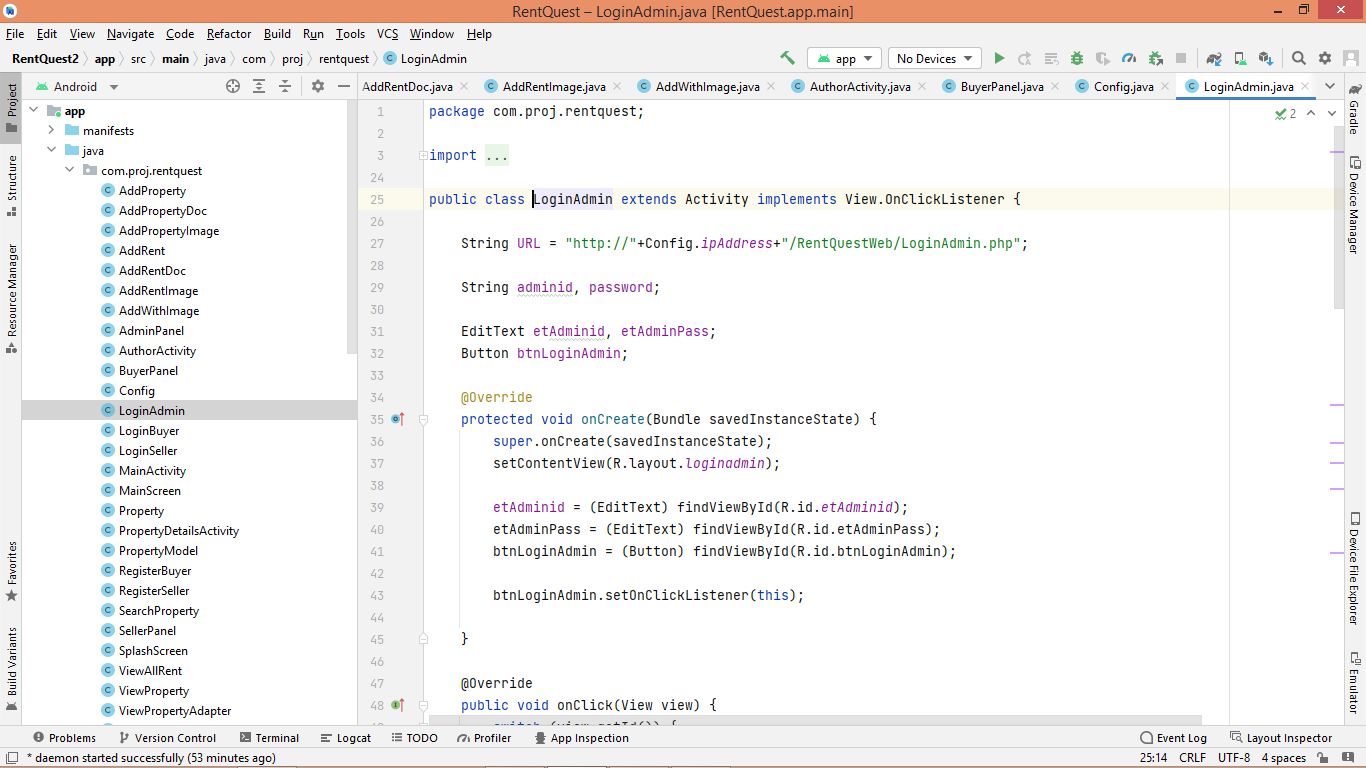 RentQuest – LoginAdmin.java [RentQuest.app.main]
File Edit View Navigate Code Refactor Build Run Tools VCS Window Help
RentQuest2 app src main java com proj rentquest LoginAdmin
app No Devices
Android
AddRentDoc.java AddRentImage.java AddWithImage.java AuthorActivity.java BuyerPanel.java Config.java LoginAdmin.java
Project
Structure
Resource Manager
Favorites
Build Variants
app
manifests
java
com.proj.rentquest
AddProperty
AddPropertyDoc
AddPropertyImage
AddRent
AddRentDoc
AddRentImage
AddWithImage
AdminPanel
AuthorActivity
BuyerPanel
Config
LoginAdmin
LoginBuyer
LoginSeller
MainActivity
MainScreen
Property
PropertyDetailsActivity
PropertyModel
RegisterBuyer
RegisterSeller
SearchProperty
SellerPanel
SplashScreen
ViewAllRent
ViewProperty
ViewPropertyAdapter
2
1 package com.proj.rentquest;
2
3 import ...
24
25 public class LoginAdmin extends Activity implements View.OnClickListener {
26
27 String URL = "http://"+Config.ipAddress+"/RentQuestWeb/LoginAdmin.php";
28
29 String adminid, password;
30
31 EditText etAdminid, etAdminPass;
32 Button btnLoginAdmin;
33
34 @Override
35 protected void onCreate(Bundle savedInstanceState) {
36 super.onCreate(savedInstanceState);
37 setContentView(R.layout.loginadmin);
38
39 etAdminid = (EditText) findViewById(R.id.etAdminid);
40 etAdminPass = (EditText) findViewById(R.id.etAdminPass);
41 btnLoginAdmin = (Button) findViewById(R.id.btnLoginAdmin);
42
43 btnLoginAdmin.setOnClickListener(this);
44
45 }
46
47 @Override
48 public void onClick(View view) {
switch (view.getId()) {
Gradle
Device Manager
Device File Explorer
Emulator
Problems Version Control Terminal Logcat TODO Profiler App Inspection Event Log Layout Inspector
* daemon started successfully (53 minutes ago) 25:14 CRLF UTF-8 4 spaces